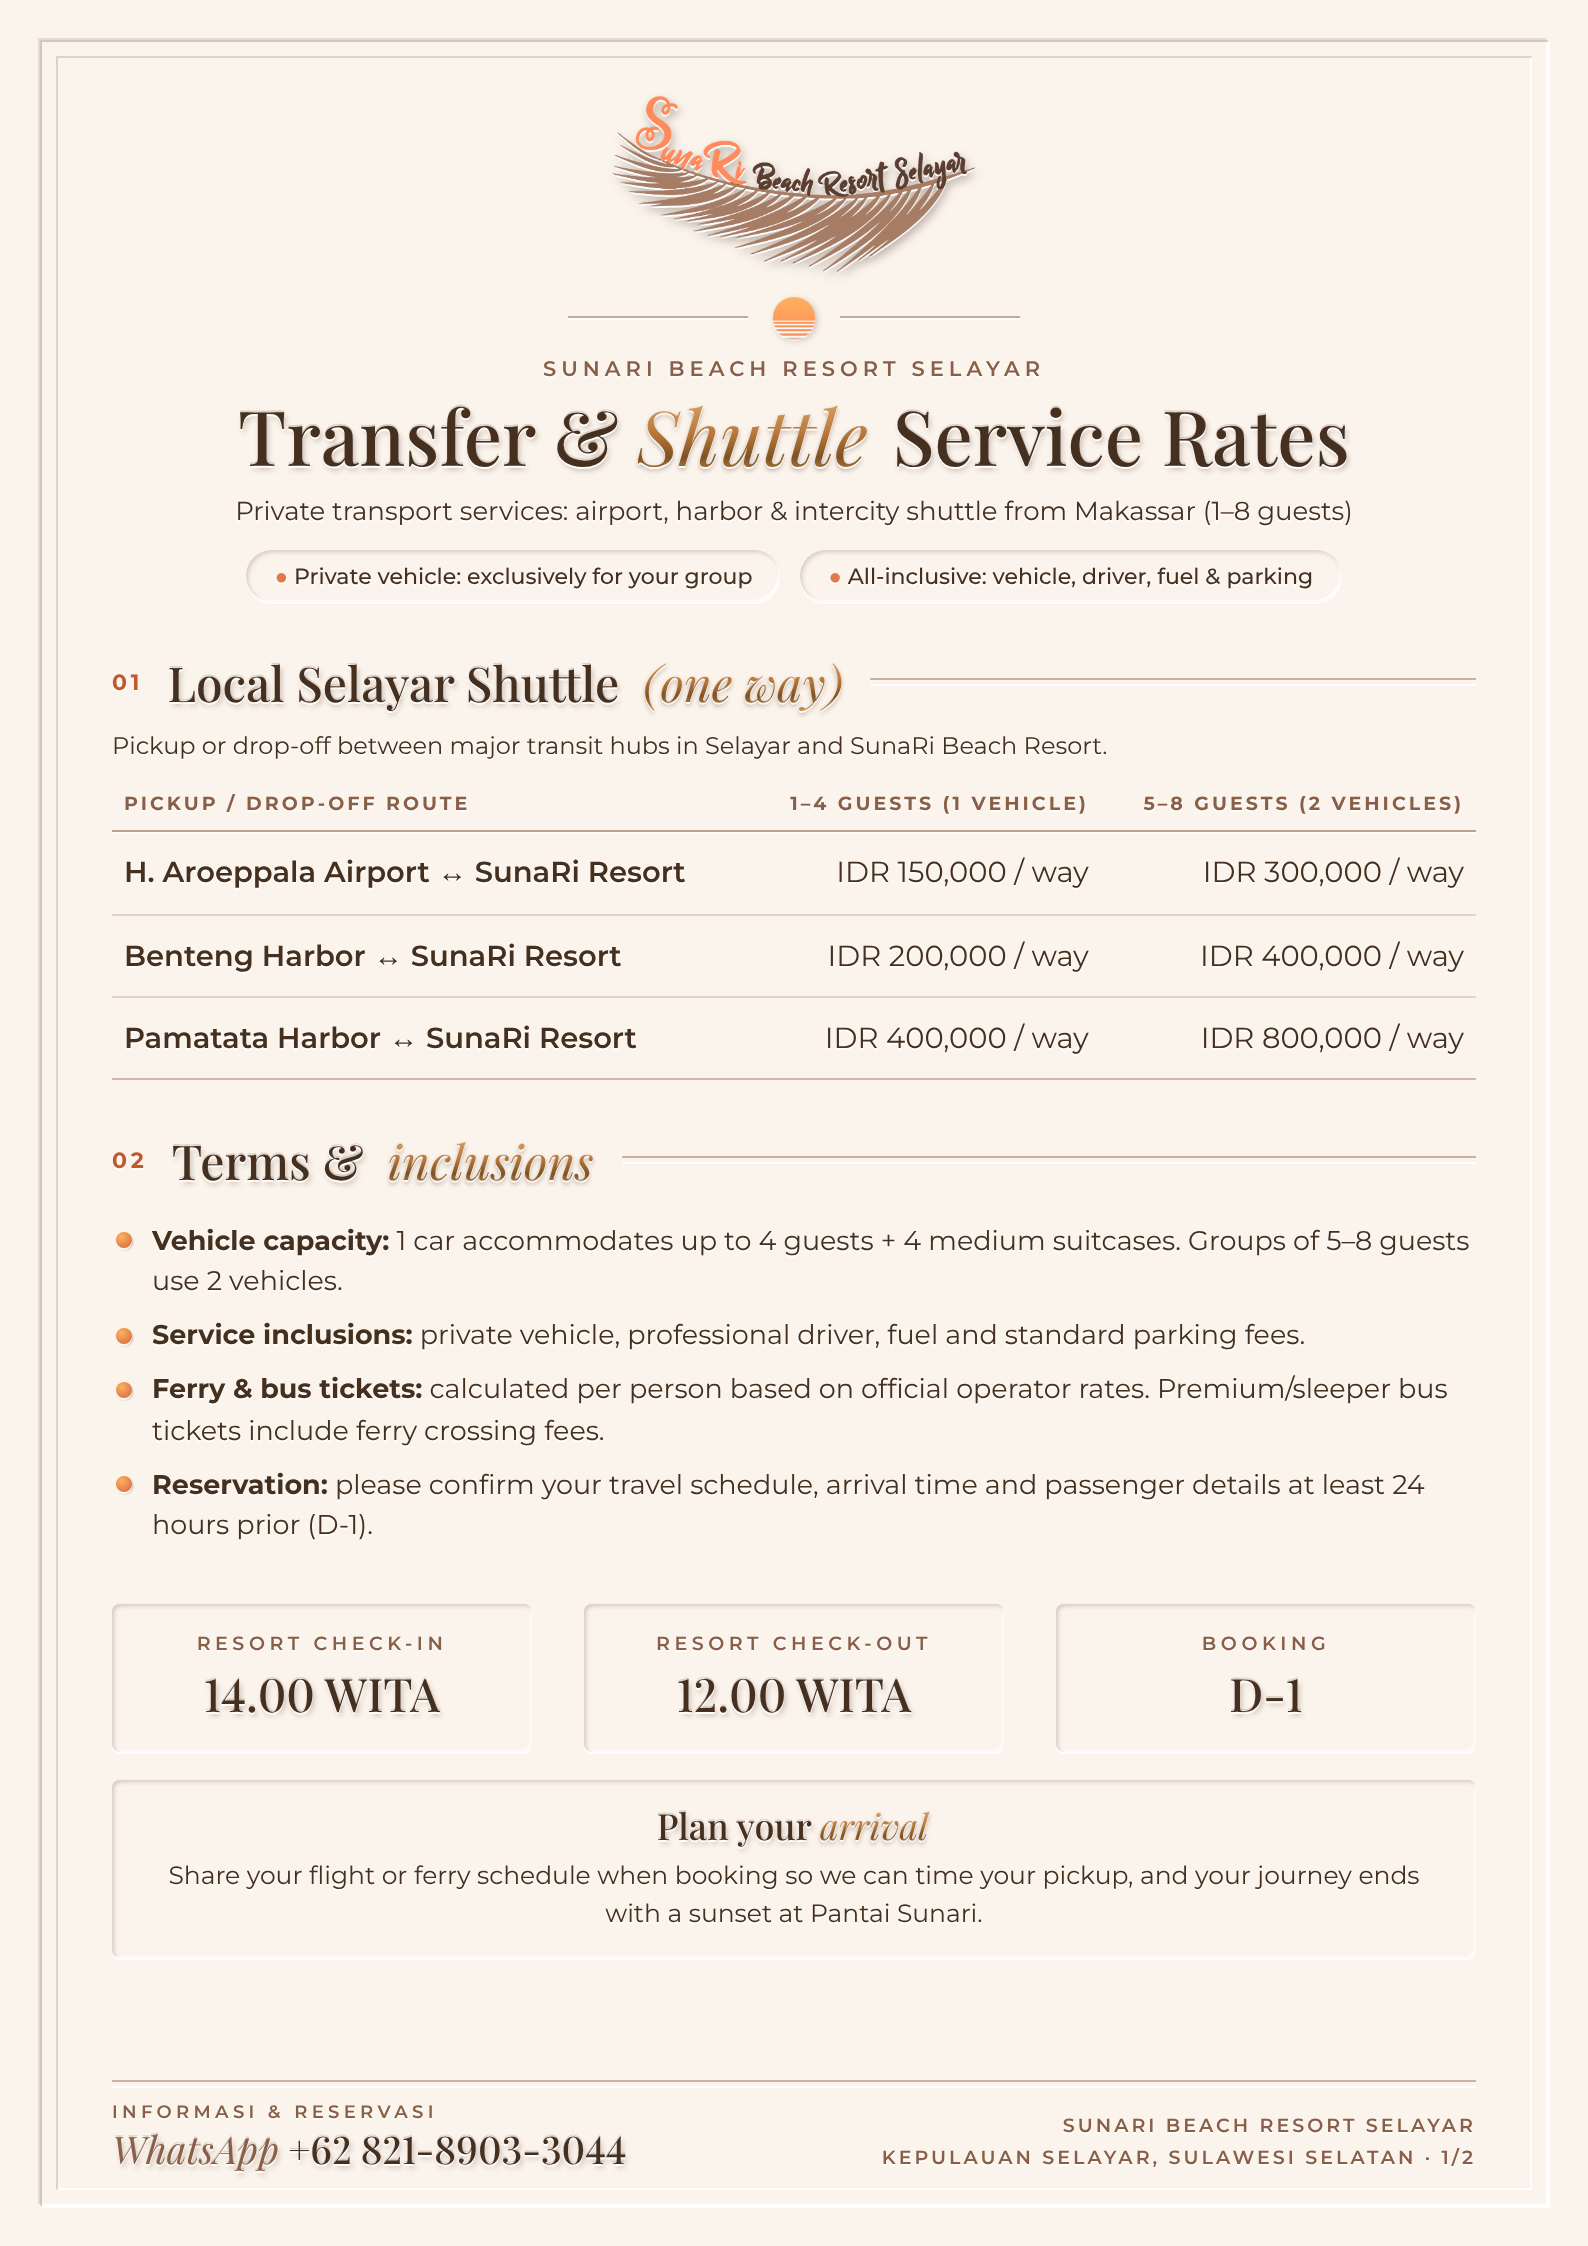 SunaRi Beach Resort Selayar
SUNARI BEACH RESORT SELAYAR
Transfer & Shuttle Service Rates
Private transport services: airport, harbor & intercity shuttle from Makassar (1–8 guests)
• Private vehicle: exclusively for your group
• All-inclusive: vehicle, driver, fuel & parking
01 Local Selayar Shuttle (one way)
Pickup or drop-off between major transit hubs in Selayar and SunaRi Beach Resort.
PICKUP / DROP-OFF ROUTE 1–4 GUESTS (1 VEHICLE) 5–8 GUESTS (2 VEHICLES)
H. Aroeppala Airport ↔ SunaRi Resort IDR 150,000 / way IDR 300,000 / way
Benteng Harbor ↔ SunaRi Resort IDR 200,000 / way IDR 400,000 / way
Pamatata Harbor ↔ SunaRi Resort IDR 400,000 / way IDR 800,000 / way
02 Terms & inclusions
Vehicle capacity: 1 car accommodates up to 4 guests + 4 medium suitcases. Groups of 5–8 guests
use 2 vehicles.
Service inclusions: private vehicle, professional driver, fuel and standard parking fees.
Ferry & bus tickets: calculated per person based on official operator rates. Premium/sleeper bus
tickets include ferry crossing fees.
Reservation: please confirm your travel schedule, arrival time and passenger details at least 24
hours prior (D-1).
RESORT CHECK-IN
14.00 WITA
RESORT CHECK-OUT
12.00 WITA
BOOKING
D-1
Plan your arrival
Share your flight or ferry schedule when booking so we can time your pickup, and your journey ends
with a sunset at Pantai Sunari.
INFORMASI & RESERVASI
WhatsApp +62 821-8903-3044
SUNARI BEACH RESORT SELAYAR
KEPULAUAN SELAYAR, SULAWESI SELATAN · 1/2